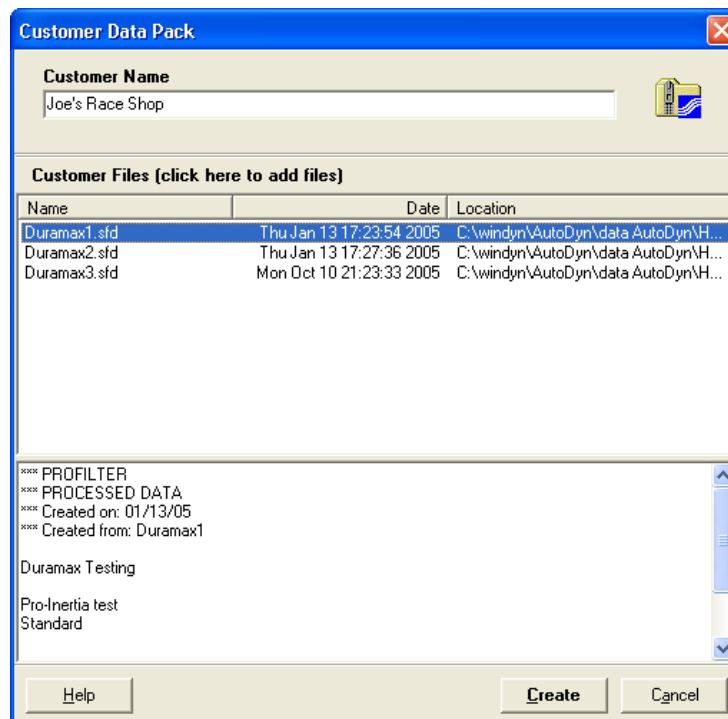 Customer Data Pack
Customer Name
Joe's Race Shop
Customer Files (click here to add files)
Name Date Location
Duramax1.sfd Thu Jan 13 17:23:54 2005 C:\windyn\AutoDyn\data AutoDyn\H...
Duramax2.sfd Thu Jan 13 17:27:36 2005 C:\windyn\AutoDyn\data AutoDyn\H...
Duramax3.sfd Mon Oct 10 21:23:33 2005 C:\windyn\AutoDyn\data AutoDyn\H...
*** PROFILTER
*** PROCESSED DATA
*** Created on: 01/13/05
*** Created from: Duramax1
Duramax Testing
Pro-Inertia test
Standard
Help Create Cancel